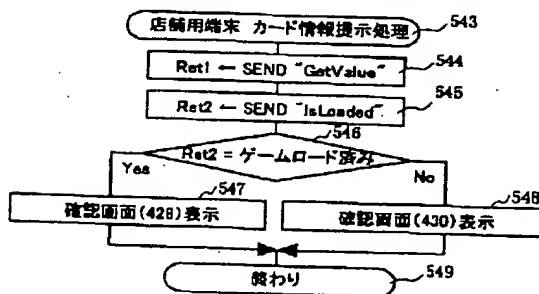 店舗用端末 カード情報提示処理
543
Ret1 ← SEND "GetValue"
544
Ret2 ← SEND "IsLoaded"
545
546
Ret2 = ゲームロード済み
Yes
No
547
確認画面(428)表示
548
確認画面(430)表示
終わり
549